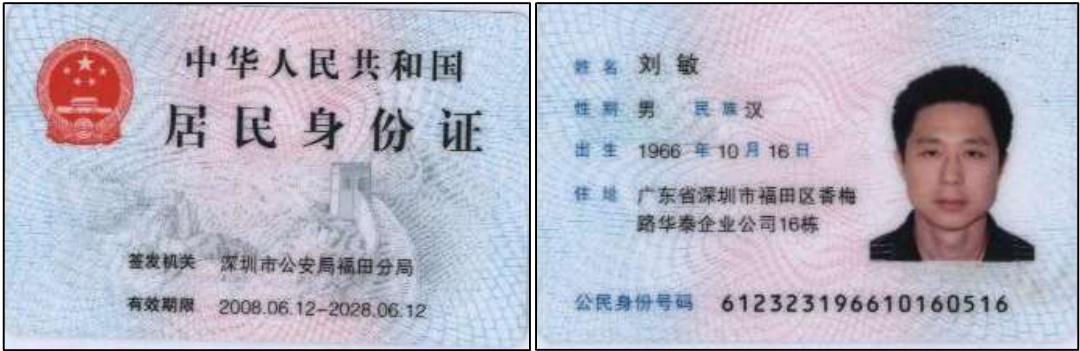 中华人民共和国
居民身份证
签发机关 深圳市公安局福田分局
有效期限 2008.06.12-2028.06.12
姓名 刘敏
性别 男 民族 汉
出生 1966 年 10 月 16 日
住址 广东省深圳市福田区香梅
路华泰企业公司16栋
公民身份号码 612323196610160516